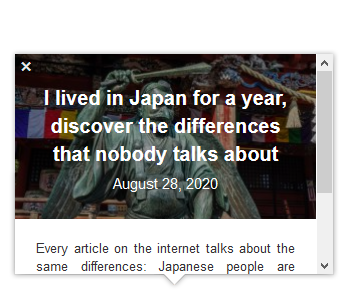 I lived in Japan for a year,
discover the differences
that nobody talks about
August 28, 2020
Every article on the internet talks about the
same differences: Japanese people are